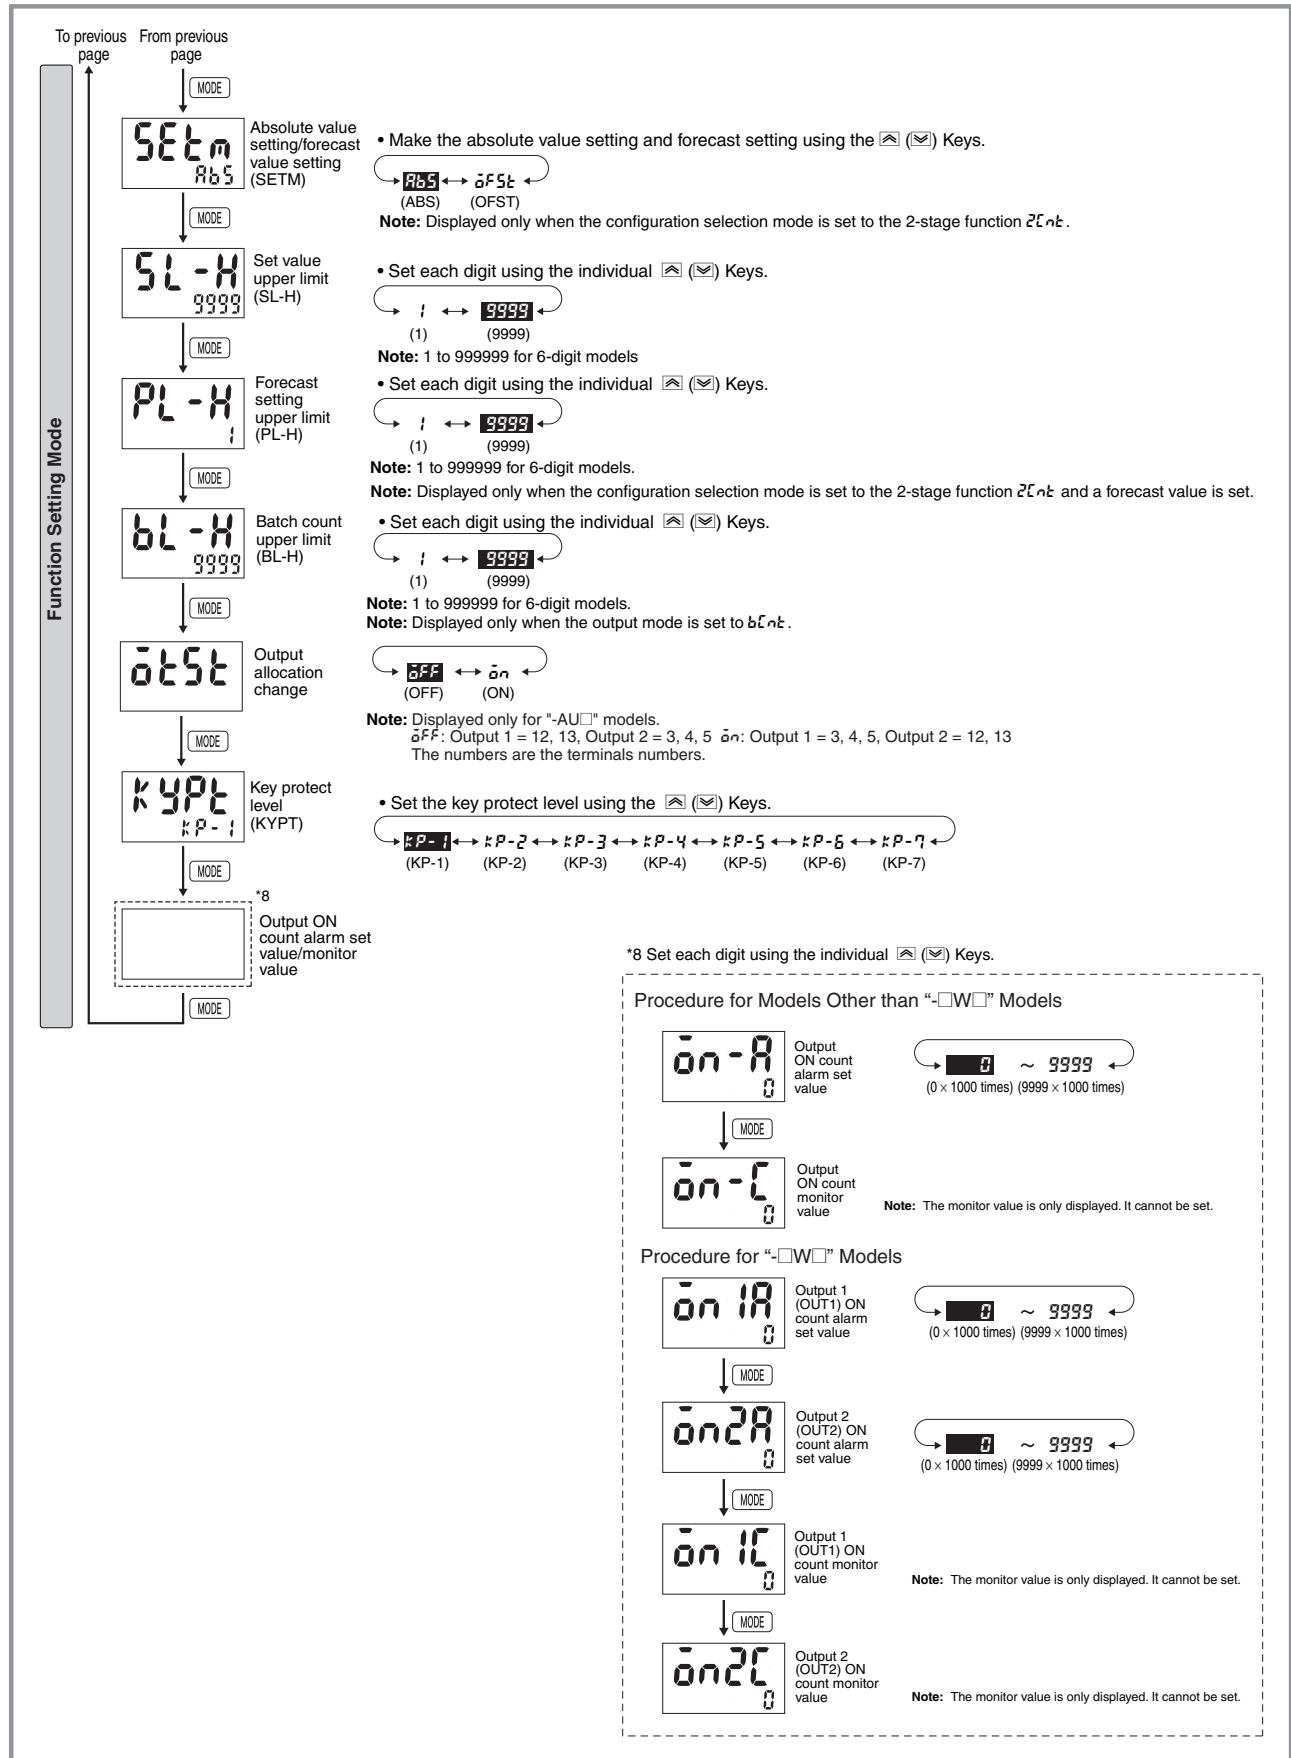 To previous page
From previous page
Function Setting Mode
MODE
SEtm
AbS
Absolute value
setting/forecast
value setting
(SETM)
• Make the absolute value setting and forecast setting using the (  ) Keys.
AbS oFSt
(ABS) (OFST)
Note: Displayed only when the configuration selection mode is set to the 2-stage function 2Cnt.
MODE
SL-H
9999
Set value
upper limit
(SL-H)
• Set each digit using the individual (  ) Keys.
1 9999
(1) (9999)
Note: 1 to 999999 for 6-digit models
MODE
PL-H
1
Forecast
setting
upper limit
(PL-H)
• Set each digit using the individual (  ) Keys.
1 9999
(1) (9999)
Note: 1 to 999999 for 6-digit models.
Note: Displayed only when the configuration selection mode is set to the 2-stage function 2Cnt and a forecast value is set.
MODE
bL-H
9999
Batch count
upper limit
(BL-H)
• Set each digit using the individual (  ) Keys.
1 9999
(1) (9999)
Note: 1 to 999999 for 6-digit models.
Note: Displayed only when the output mode is set to bCnt.
MODE
otSt
Output
allocation
change
oFF on
(OFF) (ON)
Note: Displayed only for "-AU□" models.
oFF: Output 1 = 12, 13, Output 2 = 3, 4, 5 on: Output 1 = 3, 4, 5, Output 2 = 12, 13
The numbers are the terminals numbers.
MODE
KYPt
KP-1
Key protect
level
(KYPT)
• Set the key protect level using the (  ) Keys.
KP-1 KP-2 KP-3 KP-4 KP-5 KP-6 KP-7
(KP-1) (KP-2) (KP-3) (KP-4) (KP-5) (KP-6) (KP-7)
MODE
*8
Output ON
count alarm set
value/monitor
value
MODE
*8 Set each digit using the individual (  ) Keys.
Procedure for Models Other than “-□W□” Models
on-A
0
Output
ON count
alarm set
value
0 ~ 9999
(0 × 1000 times) (9999 × 1000 times)
MODE
on-C
0
Output
ON count
monitor
value
Note: The monitor value is only displayed. It cannot be set.
Procedure for “-□W□” Models
on1A
0
Output 1
(OUT1) ON
count alarm
set value
0 ~ 9999
(0 × 1000 times) (9999 × 1000 times)
MODE
on2A
0
Output 2
(OUT2) ON
count alarm
set value
0 ~ 9999
(0 × 1000 times) (9999 × 1000 times)
MODE
on1C
0
Output 1
(OUT1) ON
count monitor
value
Note: The monitor value is only displayed. It cannot be set.
MODE
on2C
0
Output 2
(OUT2) ON
count monitor
value
Note: The monitor value is only displayed. It cannot be set.